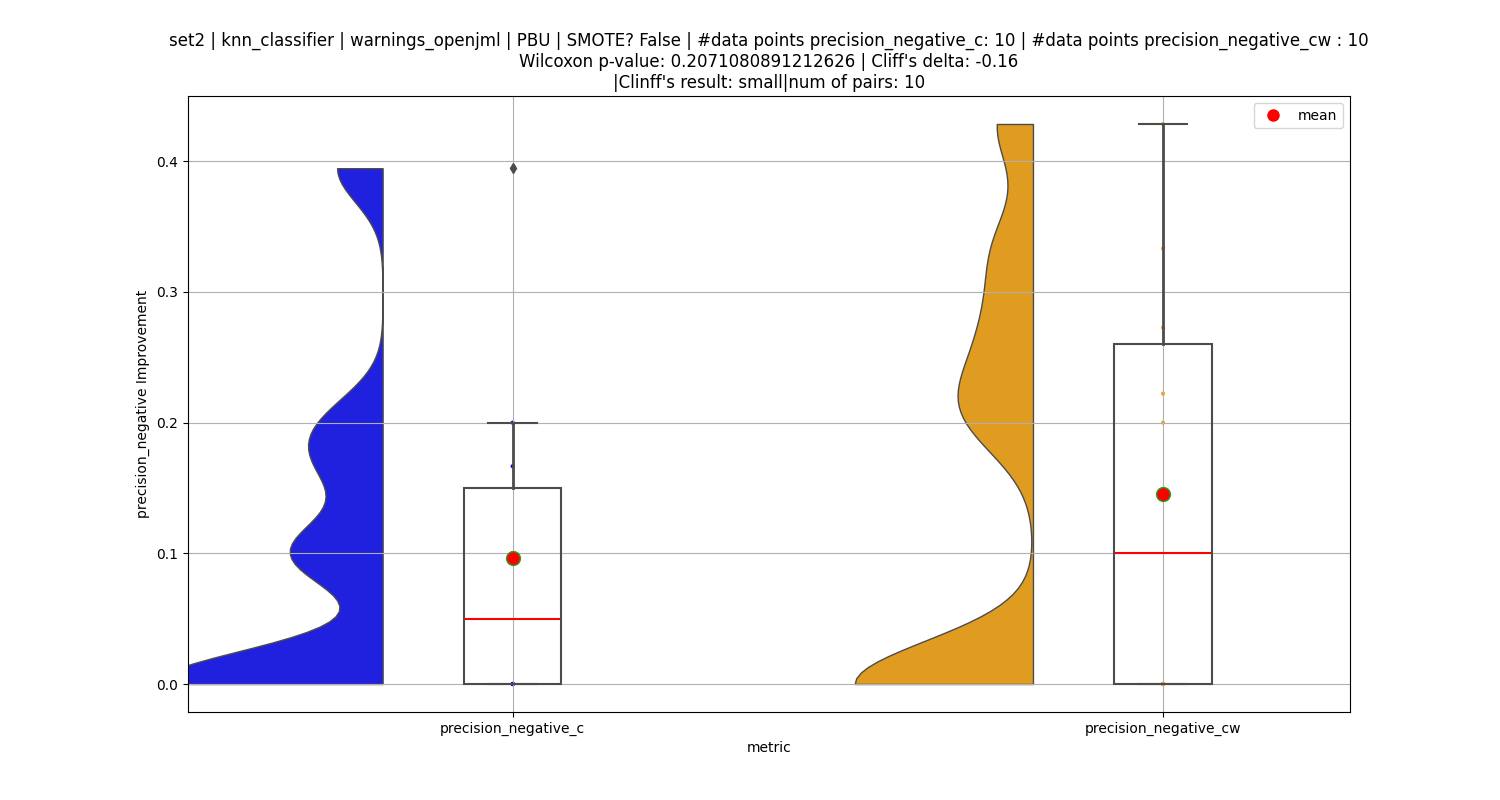 set2 | knn_classifier | warnings_openjml | PBU | SMOTE? False | #data points precision_negative_c: 10 | #data points precision_negative_cw : 10
Wilcoxon p-value: 0.2071080891212626 | Cliff's delta: -0.16
|Clinff's result: small|num of pairs: 10
mean
0.4
0.3
0.2
0.1
0.0
precision_negative Improvement
precision_negative_c
precision_negative_cw
metric